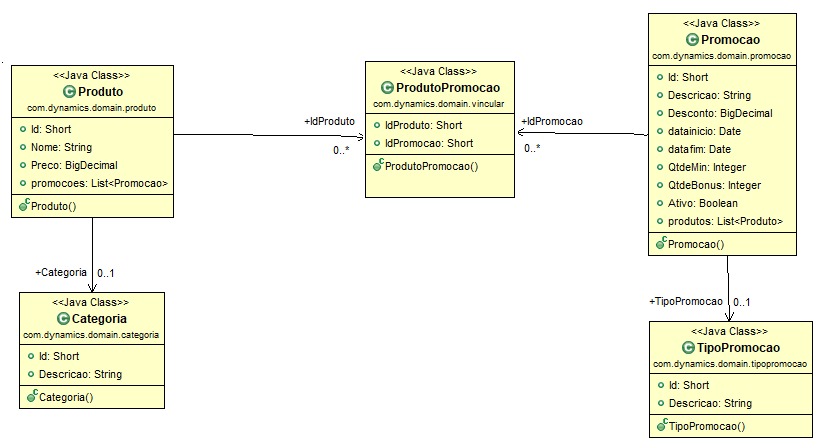 <<Java Class>>
Produto
com.dynamics.domain.produto
Id: Short
Nome: String
Preco: BigDecimal
promocoes: List<Promocao>
Produto()
+IdProduto
0..*
<<Java Class>>
ProdutoPromocao
com.dynamics.domain.vincular
IdProduto: Short
IdPromocao: Short
ProdutoPromocao()
+IdPromocao
0..*
<<Java Class>>
Promocao
com.dynamics.domain.promocao
Id: Short
Descricao: String
Desconto: BigDecimal
datainicio: Date
datafim: Date
QtdeMin: Integer
QtdeBonus: Integer
Ativo: Boolean
produtos: List<Produto>
Promocao()
+Categoria
0..1
<<Java Class>>
Categoria
com.dynamics.domain.categoria
Id: Short
Descricao: String
Categoria()
+TipoPromocao
0..1
<<Java Class>>
TipoPromocao
com.dynamics.domain.tipopromocao
Id: Short
Descricao: String
TipoPromocao()